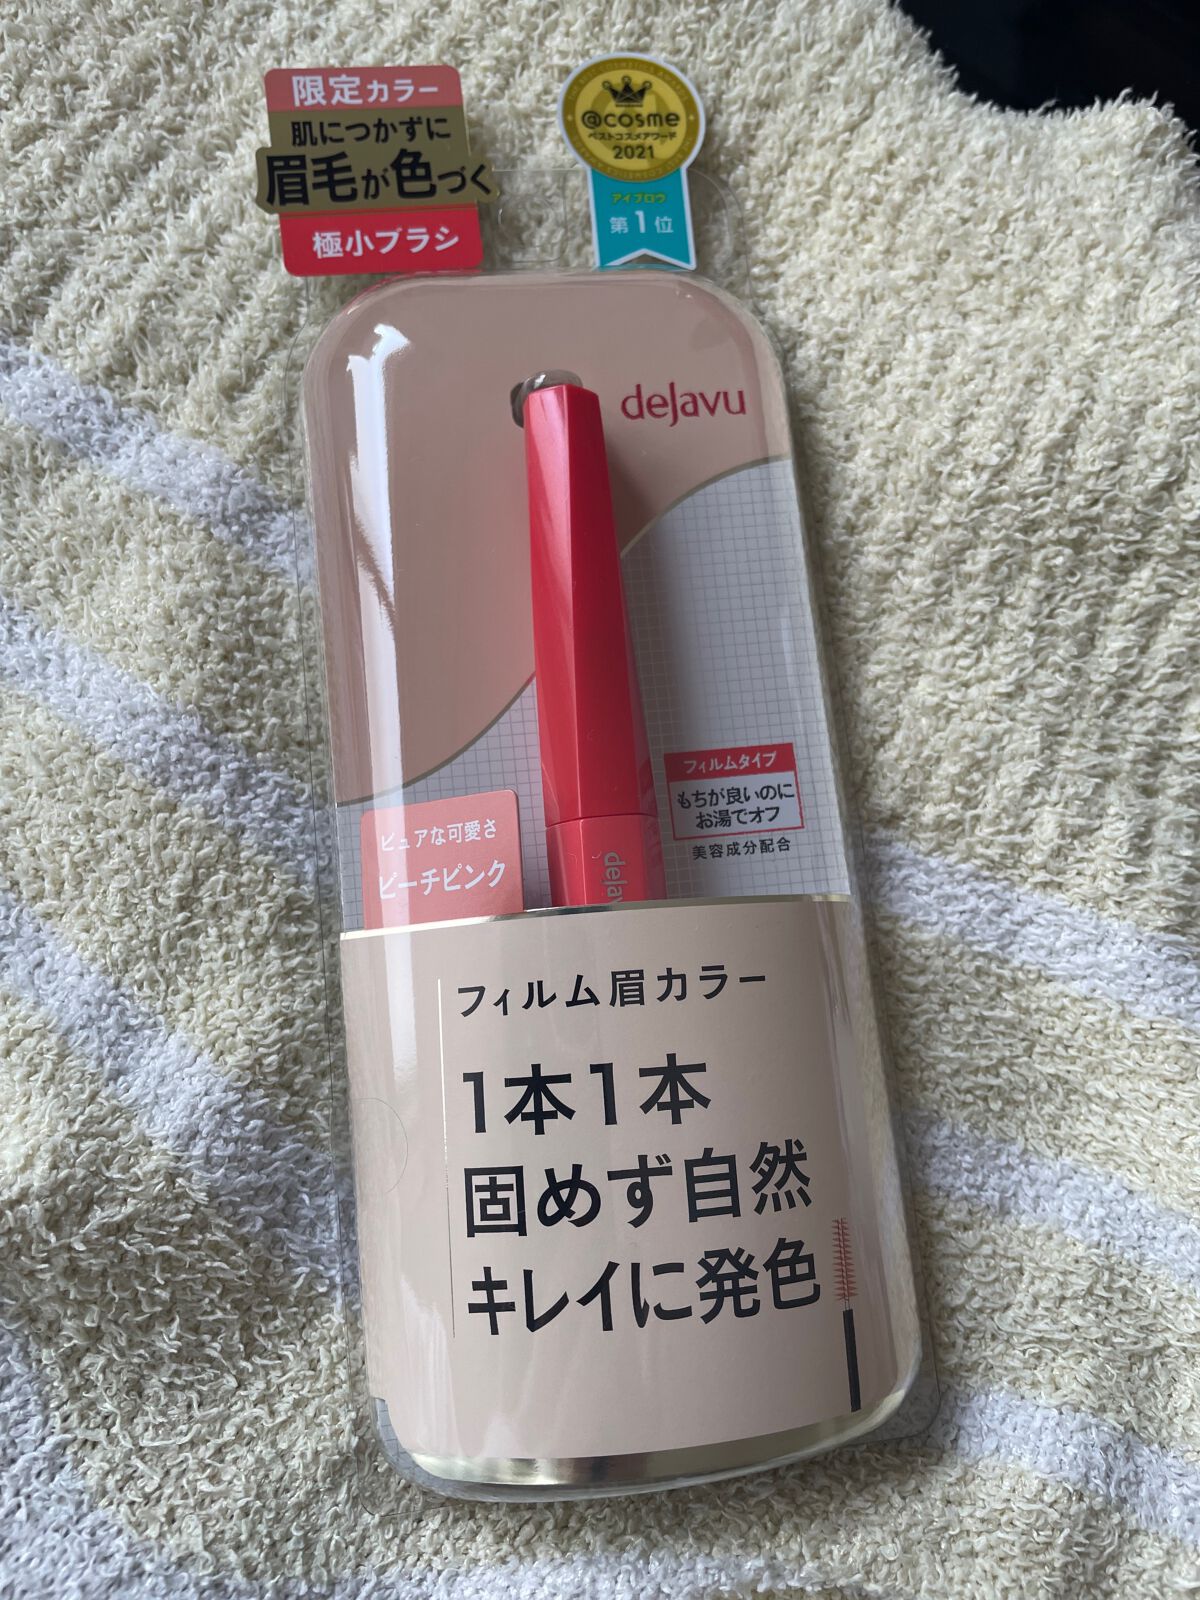 限定カラー
肌につかずに
眉毛が色づく
極小ブラシ
@cosme
ベストコスメアワード
2021
アイブロウ
第1位
dejavu
フィルムタイプ
もちが良いのに
お湯でオフ
美容成分配合
ピュアな可愛さ
ピーチピンク
フィルム眉カラー
1本1本
固めず自然
キレイに発色